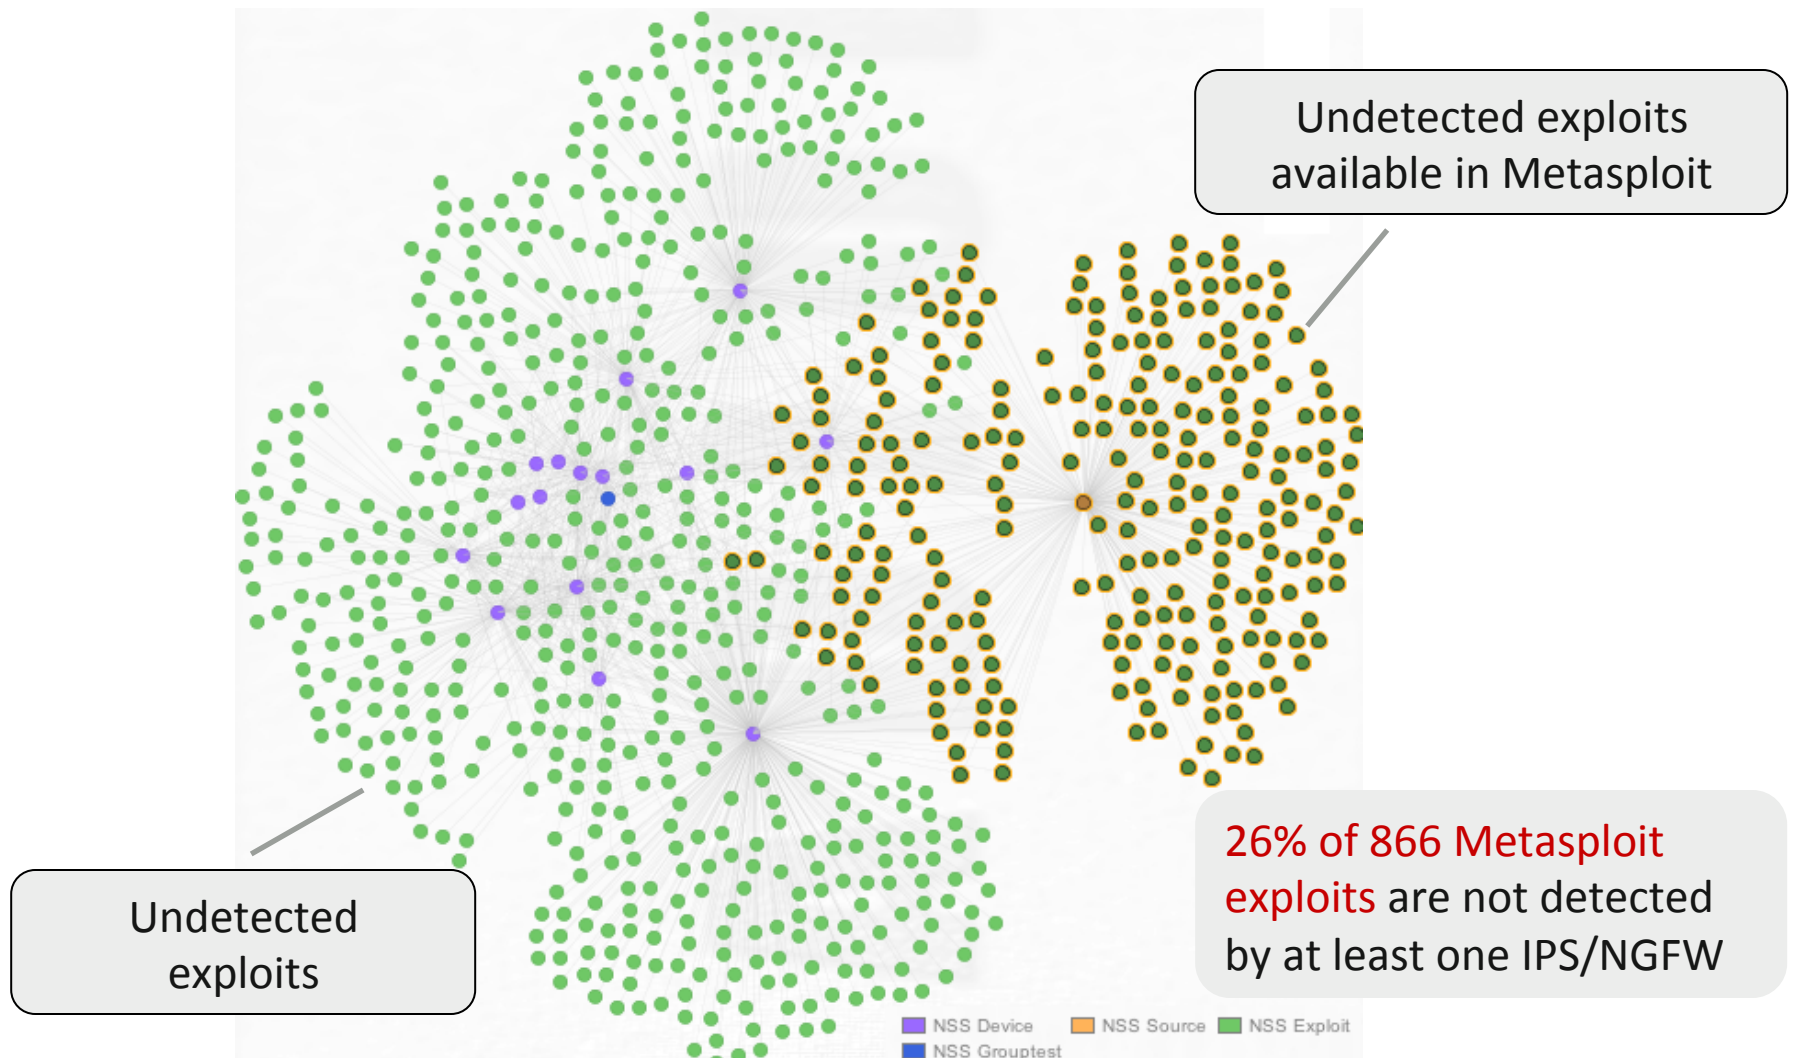 Undetected exploits
available in Metasploit
Undetected
exploits
26% of 866 Metasploit
exploits are not detected
by at least one IPS/NGFW
NSS Device
NSS Source
NSS Exploit
NSS Grouptest